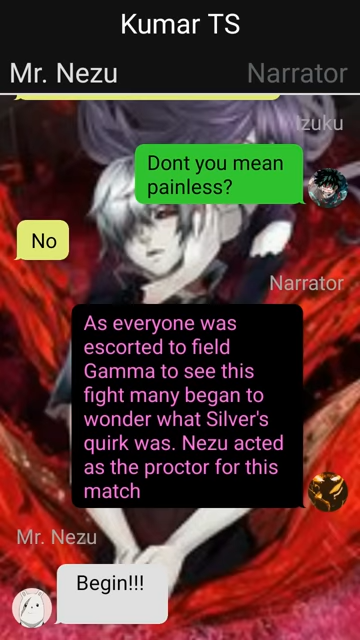 Kumar TS
Mr. Nezu
Narrator
Izuku
Dont you mean
painless?
No
Narrator
As everyone was
escorted to field
Gamma to see this
fight many began to
wonder what Silver's
quirk was. Nezu acted
as the proctor for this
match
Mr. Nezu
Begin!!!